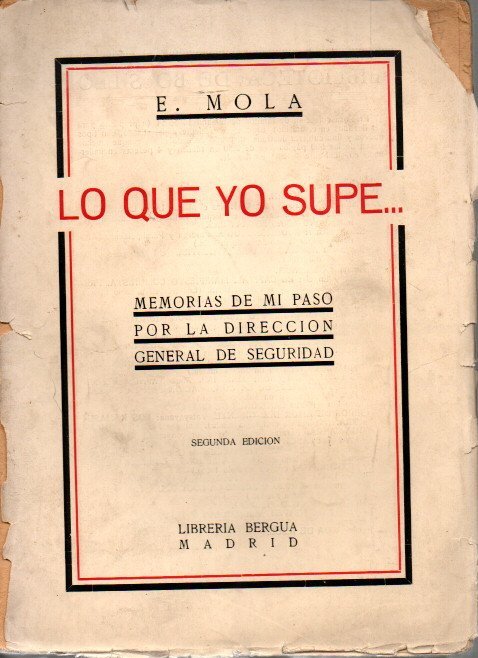 E. MOLA
LO QUE YO SUPE...
MEMORIAS DE MI PASO
POR LA DIRECCION
GENERAL DE SEGURIDAD
SEGUNDA EDICION
LIBRERIA BERGUA
MADRID